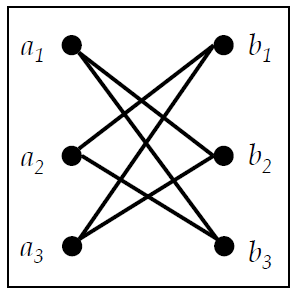 a₁ b₁
a₂ b₂
a₃ b₃